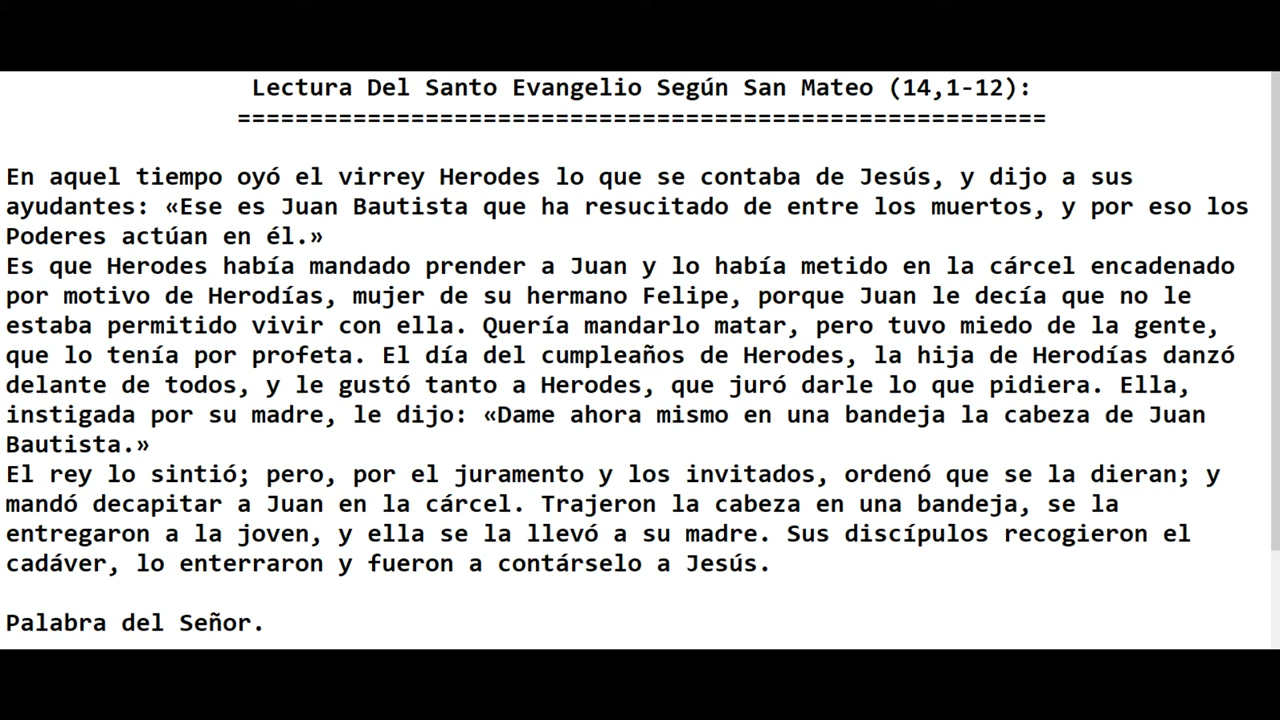 Lectura Del Santo Evangelio Según San Mateo (14,1-12):
========================================================
En aquel tiempo oyó el virrey Herodes lo que se contaba de Jesús, y dijo a sus
ayudantes: «Ese es Juan Bautista que ha resucitado de entre los muertos, y por eso los
Poderes actúan en él.»
Es que Herodes había mandado prender a Juan y lo había metido en la cárcel encadenado
por motivo de Herodías, mujer de su hermano Felipe, porque Juan le decía que no le
estaba permitido vivir con ella. Quería mandarlo matar, pero tuvo miedo de la gente,
que lo tenía por profeta. El día del cumpleaños de Herodes, la hija de Herodías danzó
delante de todos, y le gustó tanto a Herodes, que juró darle lo que pidiera. Ella,
instigada por su madre, le dijo: «Dame ahora mismo en una bandeja la cabeza de Juan
Bautista.»
El rey lo sintió; pero, por el juramento y los invitados, ordenó que se la dieran; y
mandó decapitar a Juan en la cárcel. Trajeron la cabeza en una bandeja, se la
entregaron a la joven, y ella se la llevó a su madre. Sus discípulos recogieron el
cadáver, lo enterraron y fueron a contárselo a Jesús.
Palabra del Señor.